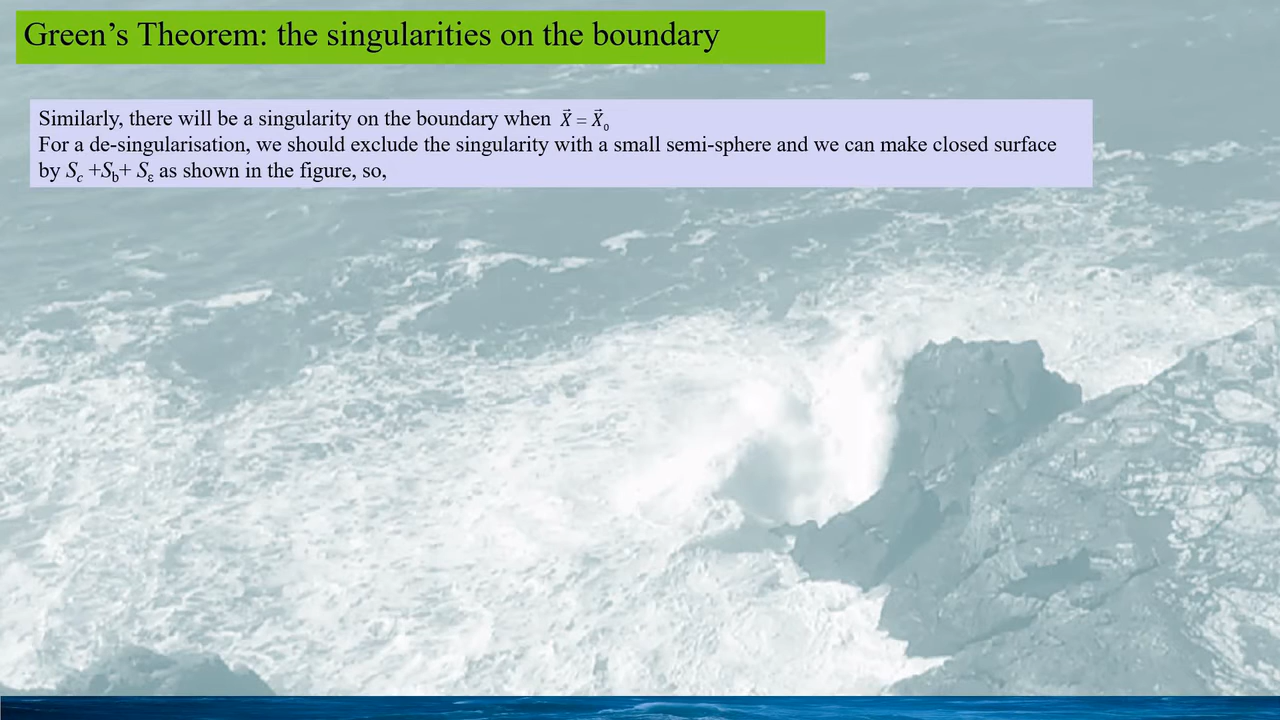 Green’s Theorem: the singularities on the boundary
Similarly, there will be a singularity on the boundary when X⃗ = X⃗₀
For a de-singularisation, we should exclude the singularity with a small semi-sphere and we can make closed surface
by S꜀ +S_b+ S_ε as shown in the figure, so,